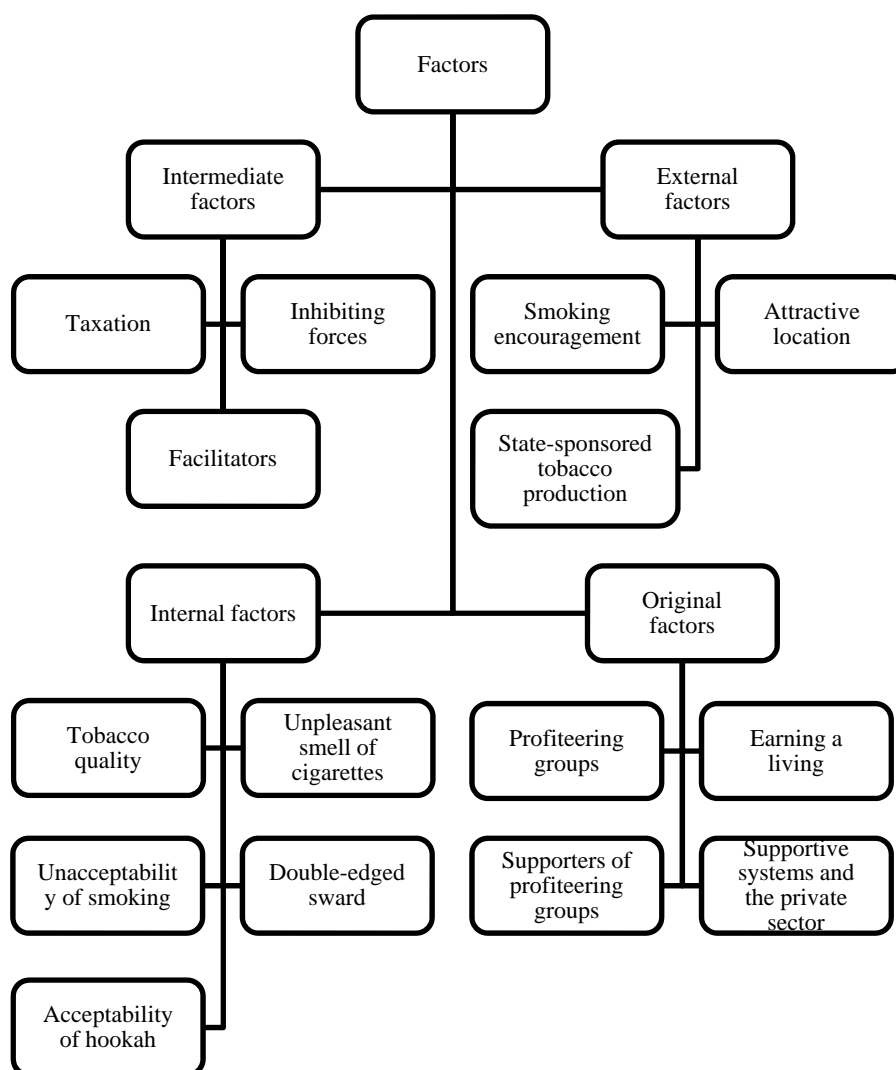 Factors
Intermediate
factors
External
factors
Taxation
Inhibiting
forces
Smoking
encouragement
Attractive
location
Facilitators
State-sponsored
tobacco
production
Internal factors
Original
factors
Tobacco
quality
Unpleasant
smell of
cigarettes
Profiteering
groups
Earning a
living
Unacceptabilit
y of smoking
Double-edged
sward
Supporters of
profiteering
groups
Supportive
systems and
the private
sector
Acceptability
of hookah